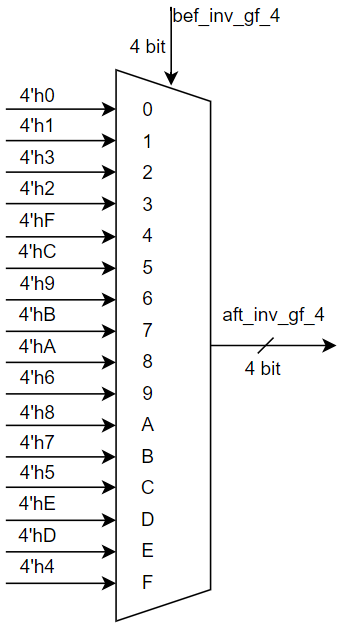 bef_inv_gf_4
4 bit
4'h0 0
4'h1 1
4'h3 2
4'h2 3
4'hF 4
4'hC 5
4'h9 6
4'hB 7
4'hA 8
4'h6 9
4'h8 A
4'h7 B
4'h5 C
4'hE D
4'hD E
4'h4 F
aft_inv_gf_4
4 bit